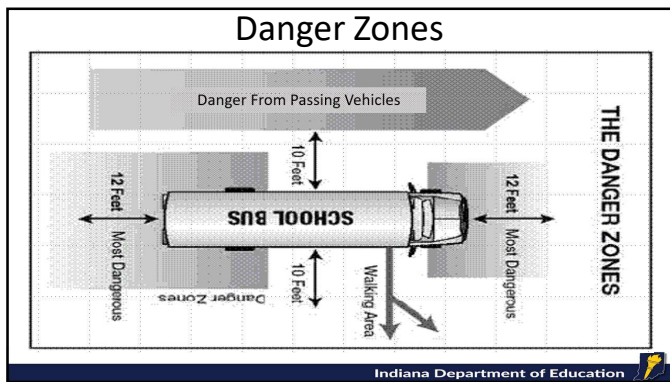 Danger Zones
THE DANGER ZONES
Danger From Passing Vehicles
10 Feet
12 Feet
Most Dangerous
SCHOOL BUS
12 Feet
Most Dangerous
10 Feet
Walking Area
Danger Zones
Indiana Department of Education